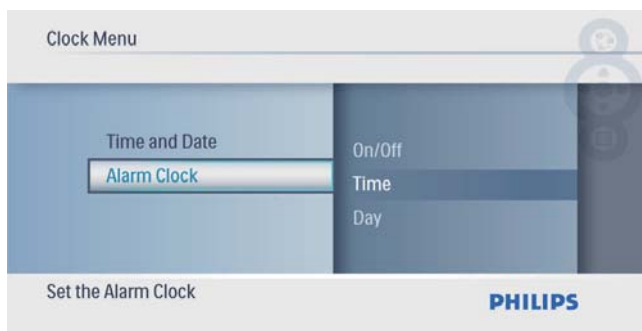 Clock Menu
Time and Date
Alarm Clock
On/Off
Time
Day
Set the Alarm Clock
PHILIPS